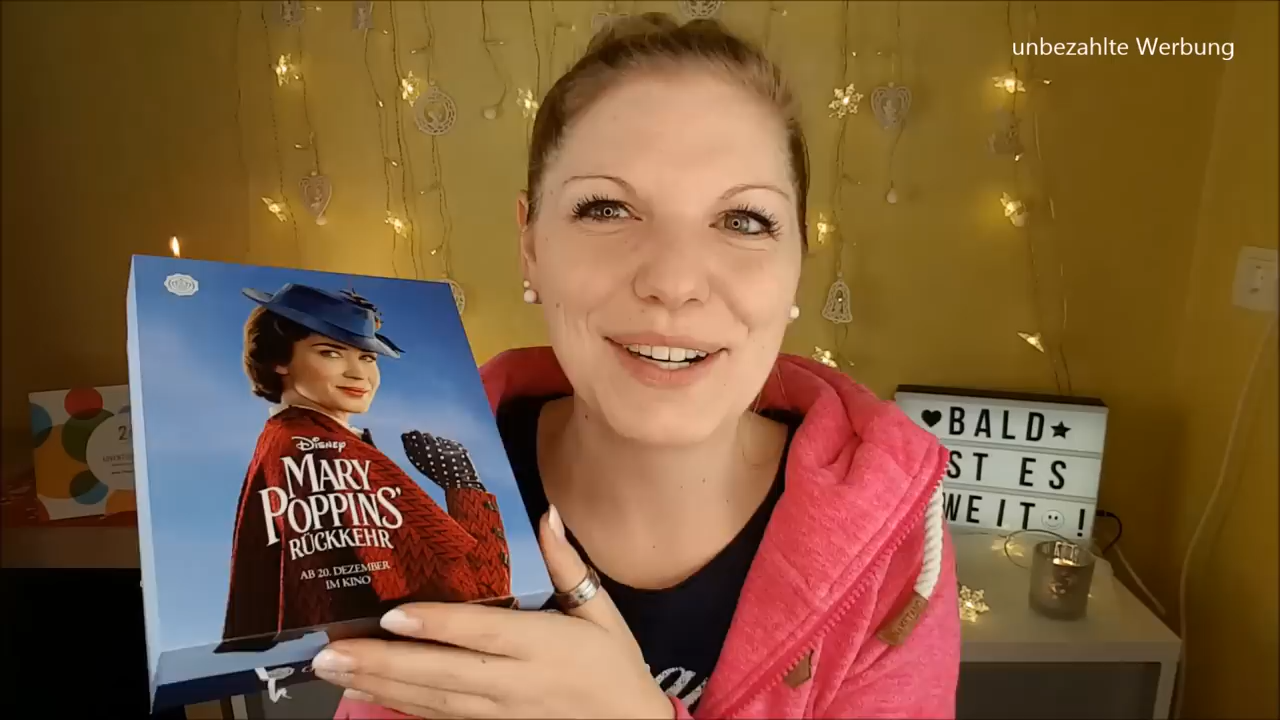 unbezahlte Werbung
Disney
MARY
POPPINS'
RÜCKKEHR
AB 20. DEZEMBER
IM KINO
♥BALD★
ST ES
WEIT☺!